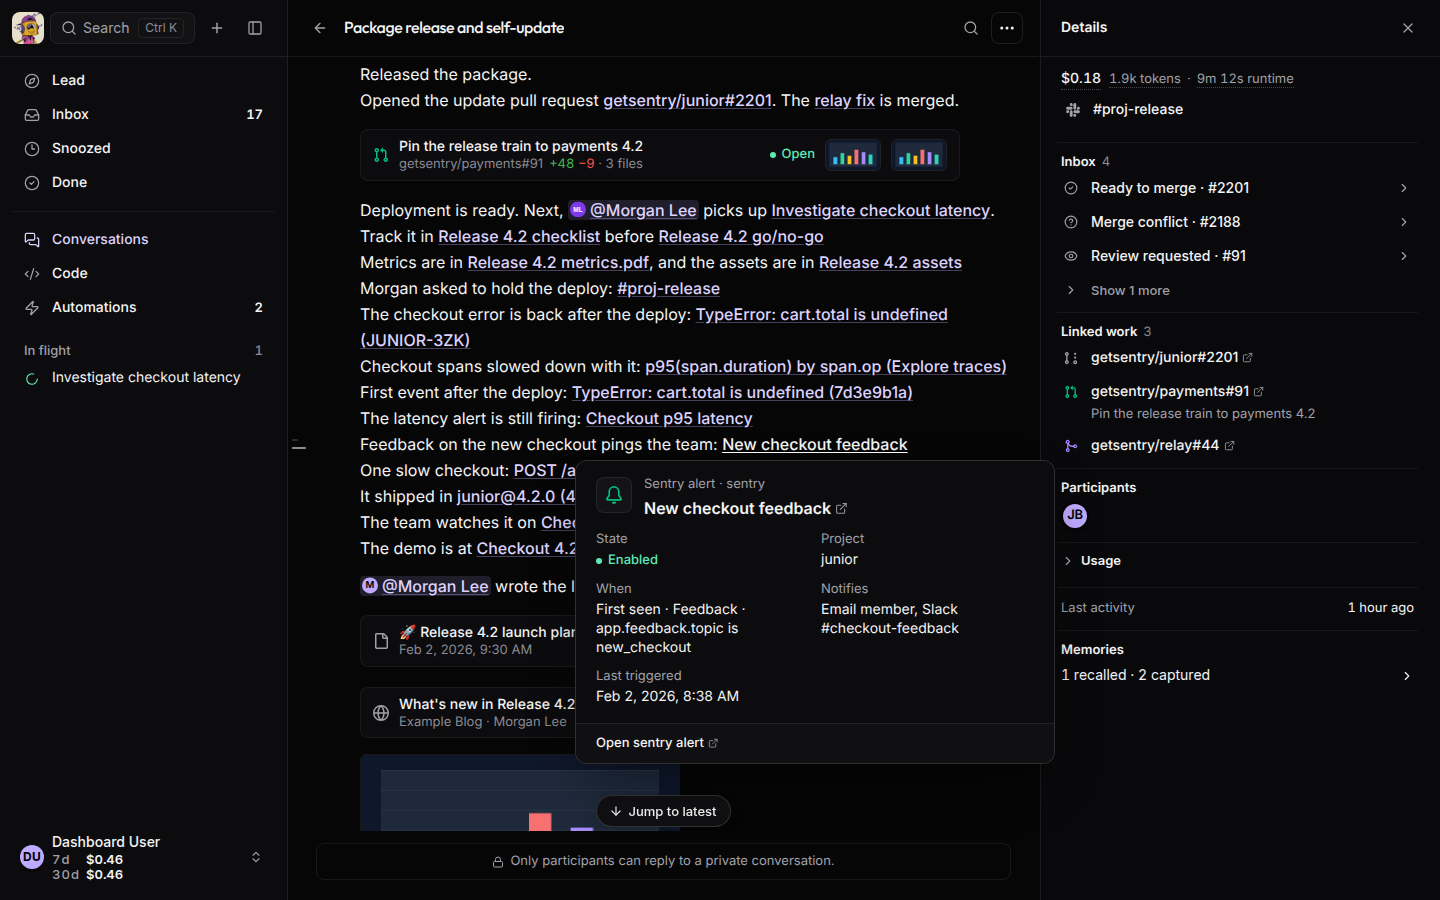 Search Ctrl K
Lead
Inbox 17
Snoozed
Done
Conversations
Code
Automations 2
In flight 1
Investigate checkout latency
Dashboard User
DU
7d $0.46
30d $0.46
Package release and self-update
Released the package.
Opened the update pull request getsentry/junior#2201. The relay fix is merged.
Pin the release train to payments 4.2
getsentry/payments#91 +48 −9 · 3 files
Open
Deployment is ready. Next, ML @Morgan Lee picks up Investigate checkout latency.
Track it in Release 4.2 checklist before Release 4.2 go/no-go
Metrics are in Release 4.2 metrics.pdf, and the assets are in Release 4.2 assets
Morgan asked to hold the deploy: #proj-release
The checkout error is back after the deploy: TypeError: cart.total is undefined
(JUNIOR-3ZK)
Checkout spans slowed down with it: p95(span.duration) by span.op (Explore traces)
First event after the deploy: TypeError: cart.total is undefined (7d3e9b1a)
The latency alert is still firing: Checkout p95 latency
Feedback on the new checkout pings the team: New checkout feedback
One slow checkout: POST /a
It shipped in junior@4.2.0 (4
The team watches it on Chec
The demo is at Checkout 4.2
M @Morgan Lee wrote the l
🚀 Release 4.2 launch plan
Feb 2, 2026, 9:30 AM
What's new in Release 4.2
Example Blog · Morgan Lee
Sentry alert · sentry
New checkout feedback
State
Enabled
Project
junior
When
First seen · Feedback ·
app.feedback.topic is
new_checkout
Notifies
Email member, Slack
#checkout-feedback
Last triggered
Feb 2, 2026, 8:38 AM
Open sentry alert
Jump to latest
Only participants can reply to a private conversation.
Details
$0.18 1.9k tokens · 9m 12s runtime
#proj-release
Inbox 4
Ready to merge · #2201
Merge conflict · #2188
Review requested · #91
Show 1 more
Linked work 3
getsentry/junior#2201
getsentry/payments#91
Pin the release train to payments 4.2
getsentry/relay#44
Participants
JB
Usage
Last activity 1 hour ago
Memories
1 recalled · 2 captured